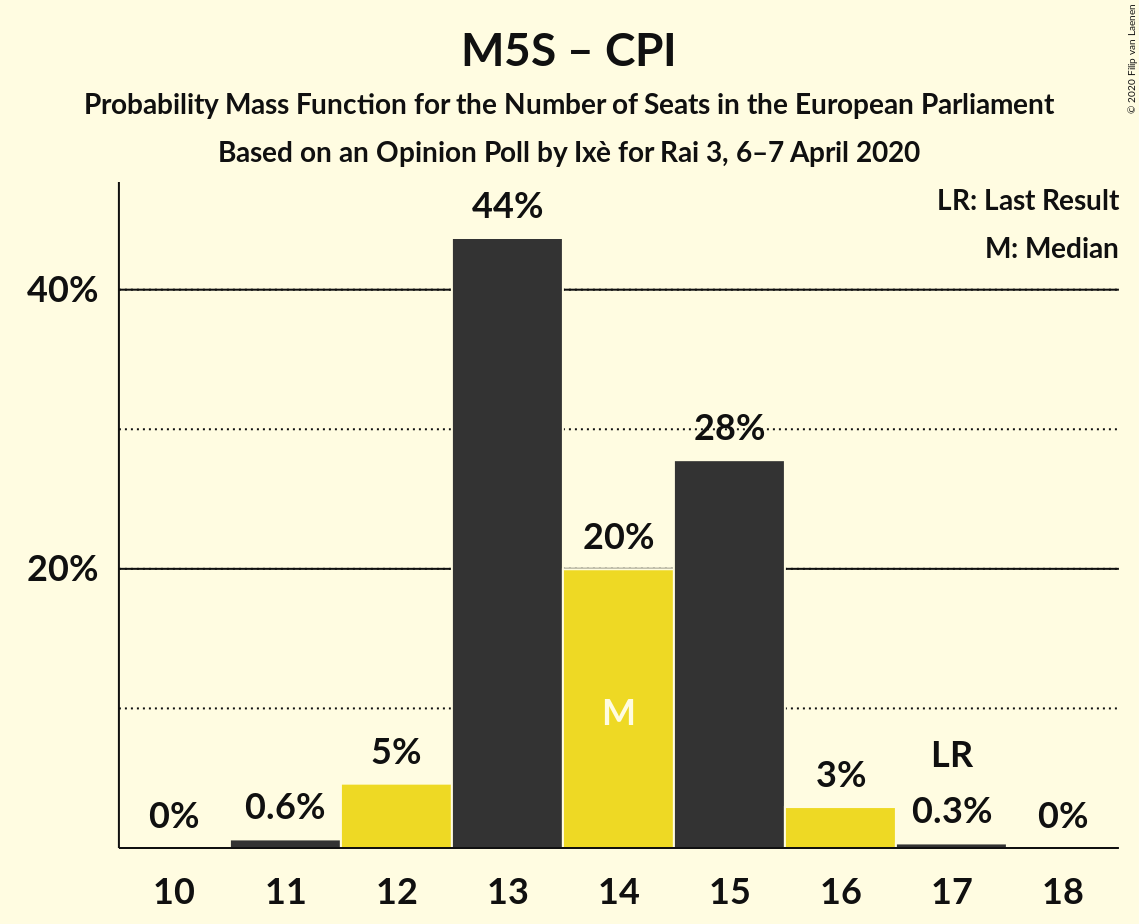 M5S – CPI
Probability Mass Function for the Number of Seats in the European Parliament
Based on an Opinion Poll by Ixè for Rai 3, 6–7 April 2020
© 2020 Filip van Laenen
LR: Last Result
M: Median
40%
20%
0%
0.6%
5%
44%
20%
M
28%
3%
LR
0.3%
0%
10 11 12 13 14 15 16 17 18